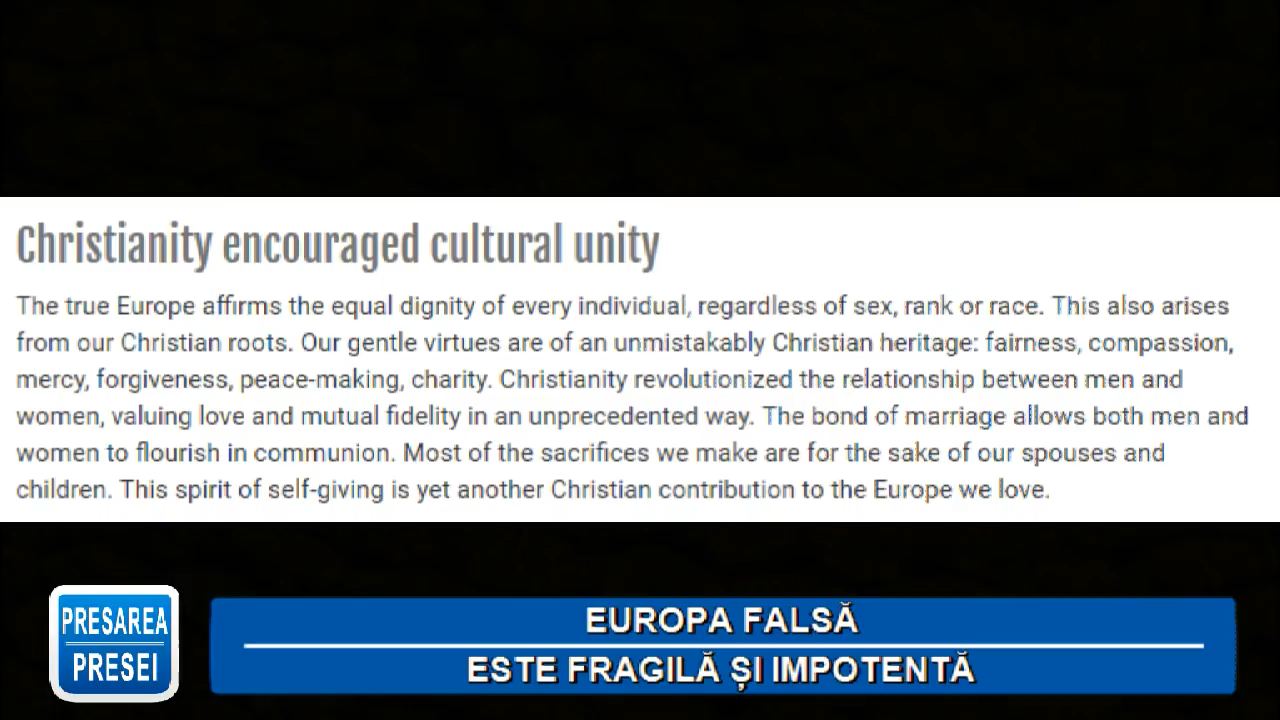 Christianity encouraged cultural unity
The true Europe affirms the equal dignity of every individual, regardless of sex, rank or race. This also arises
from our Christian roots. Our gentle virtues are of an unmistakably Christian heritage: fairness, compassion,
mercy, forgiveness, peace-making, charity. Christianity revolutionized the relationship between men and
women, valuing love and mutual fidelity in an unprecedented way. The bond of marriage allows both men and
women to flourish in communion. Most of the sacrifices we make are for the sake of our spouses and
children. This spirit of self-giving is yet another Christian contribution to the Europe we love.
PRESAREA
PRESEI
EUROPA FALSĂ
ESTE FRAGILĂ ȘI IMPOTENTĂ